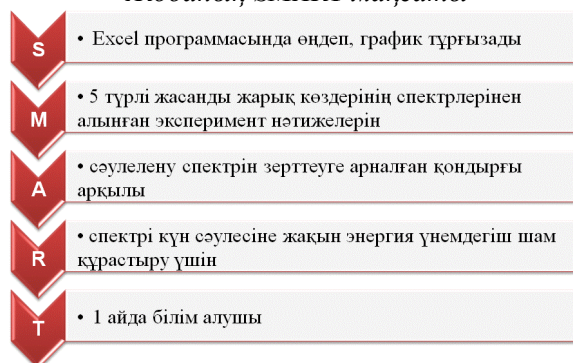 S
• Excel программасында өңдеп, график тұрғызады
M
• 5 түрлі жасанды жарық көздерінің спектрлерінен
алынған эксперимент нәтижелерін
A
• сәулелену спектрін зерттеуге арналған қондырғы
арқылы
R
• спектрі күн сәулесіне жақын энергия үнемдегіш шам
құрастыру үшін
T
• 1 айда білім алушы